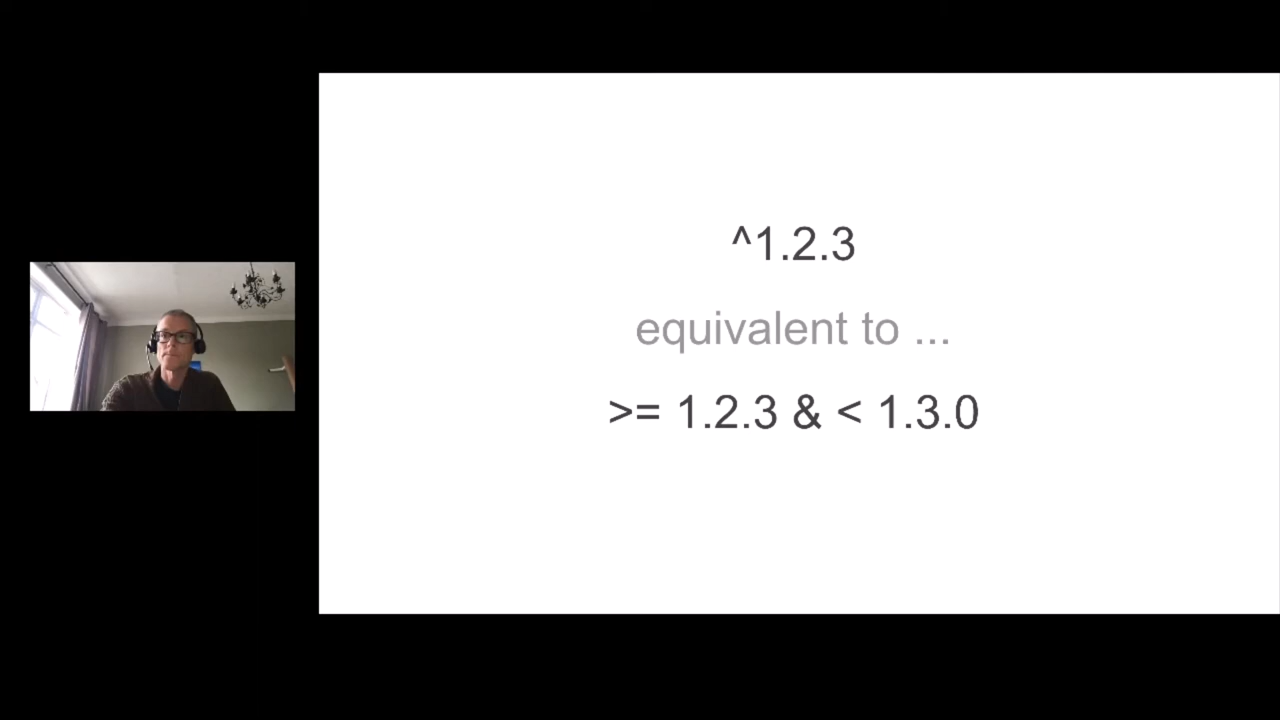 ^1.2.3
equivalent to ...
>= 1.2.3 & < 1.3.0